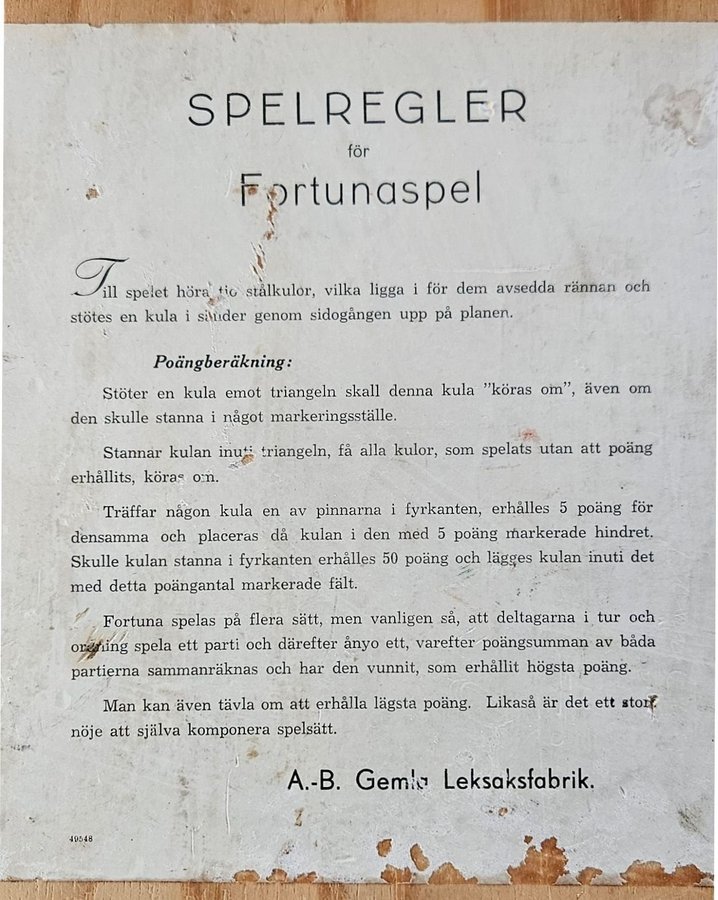 SPELREGLER
för
Fortunaspel
Till spelet höra tio stålkulor, vilka ligga i för dem avsedda rännan och
stötes en kula i sänder genom sidogången upp på planen.
Poängberäkning:
Stöter en kula emot triangeln skall denna kula "köras om", även om
den skulle stanna i något markeringsställe.
Stannar kulan inuti triangeln, få alla kulor, som spelats utan att poäng
erhållits, köras om.
Träffar någon kula en av pinnarna i fyrkanten, erhålles 5 poäng för
densamma och placeras då kulan i den med 5 poäng markerade hindret.
Skulle kulan stanna i fyrkanten erhålles 50 poäng och lägges kulan inuti det
med detta poängantal markerade fält.
Fortuna spelas på flera sätt, men vanligen så, att deltagarna i tur och
ordning spela ett parti och därefter ånyo ett, varefter poängsumman av båda
partierna sammanräknas och har den vunnit, som erhållit högsta poäng.
Man kan även tävla om att erhålla lägsta poäng. Likaså är det ett stort
nöje att själva komponera spelsätt.
A.-B. Gemla Leksaksfabrik.
49548